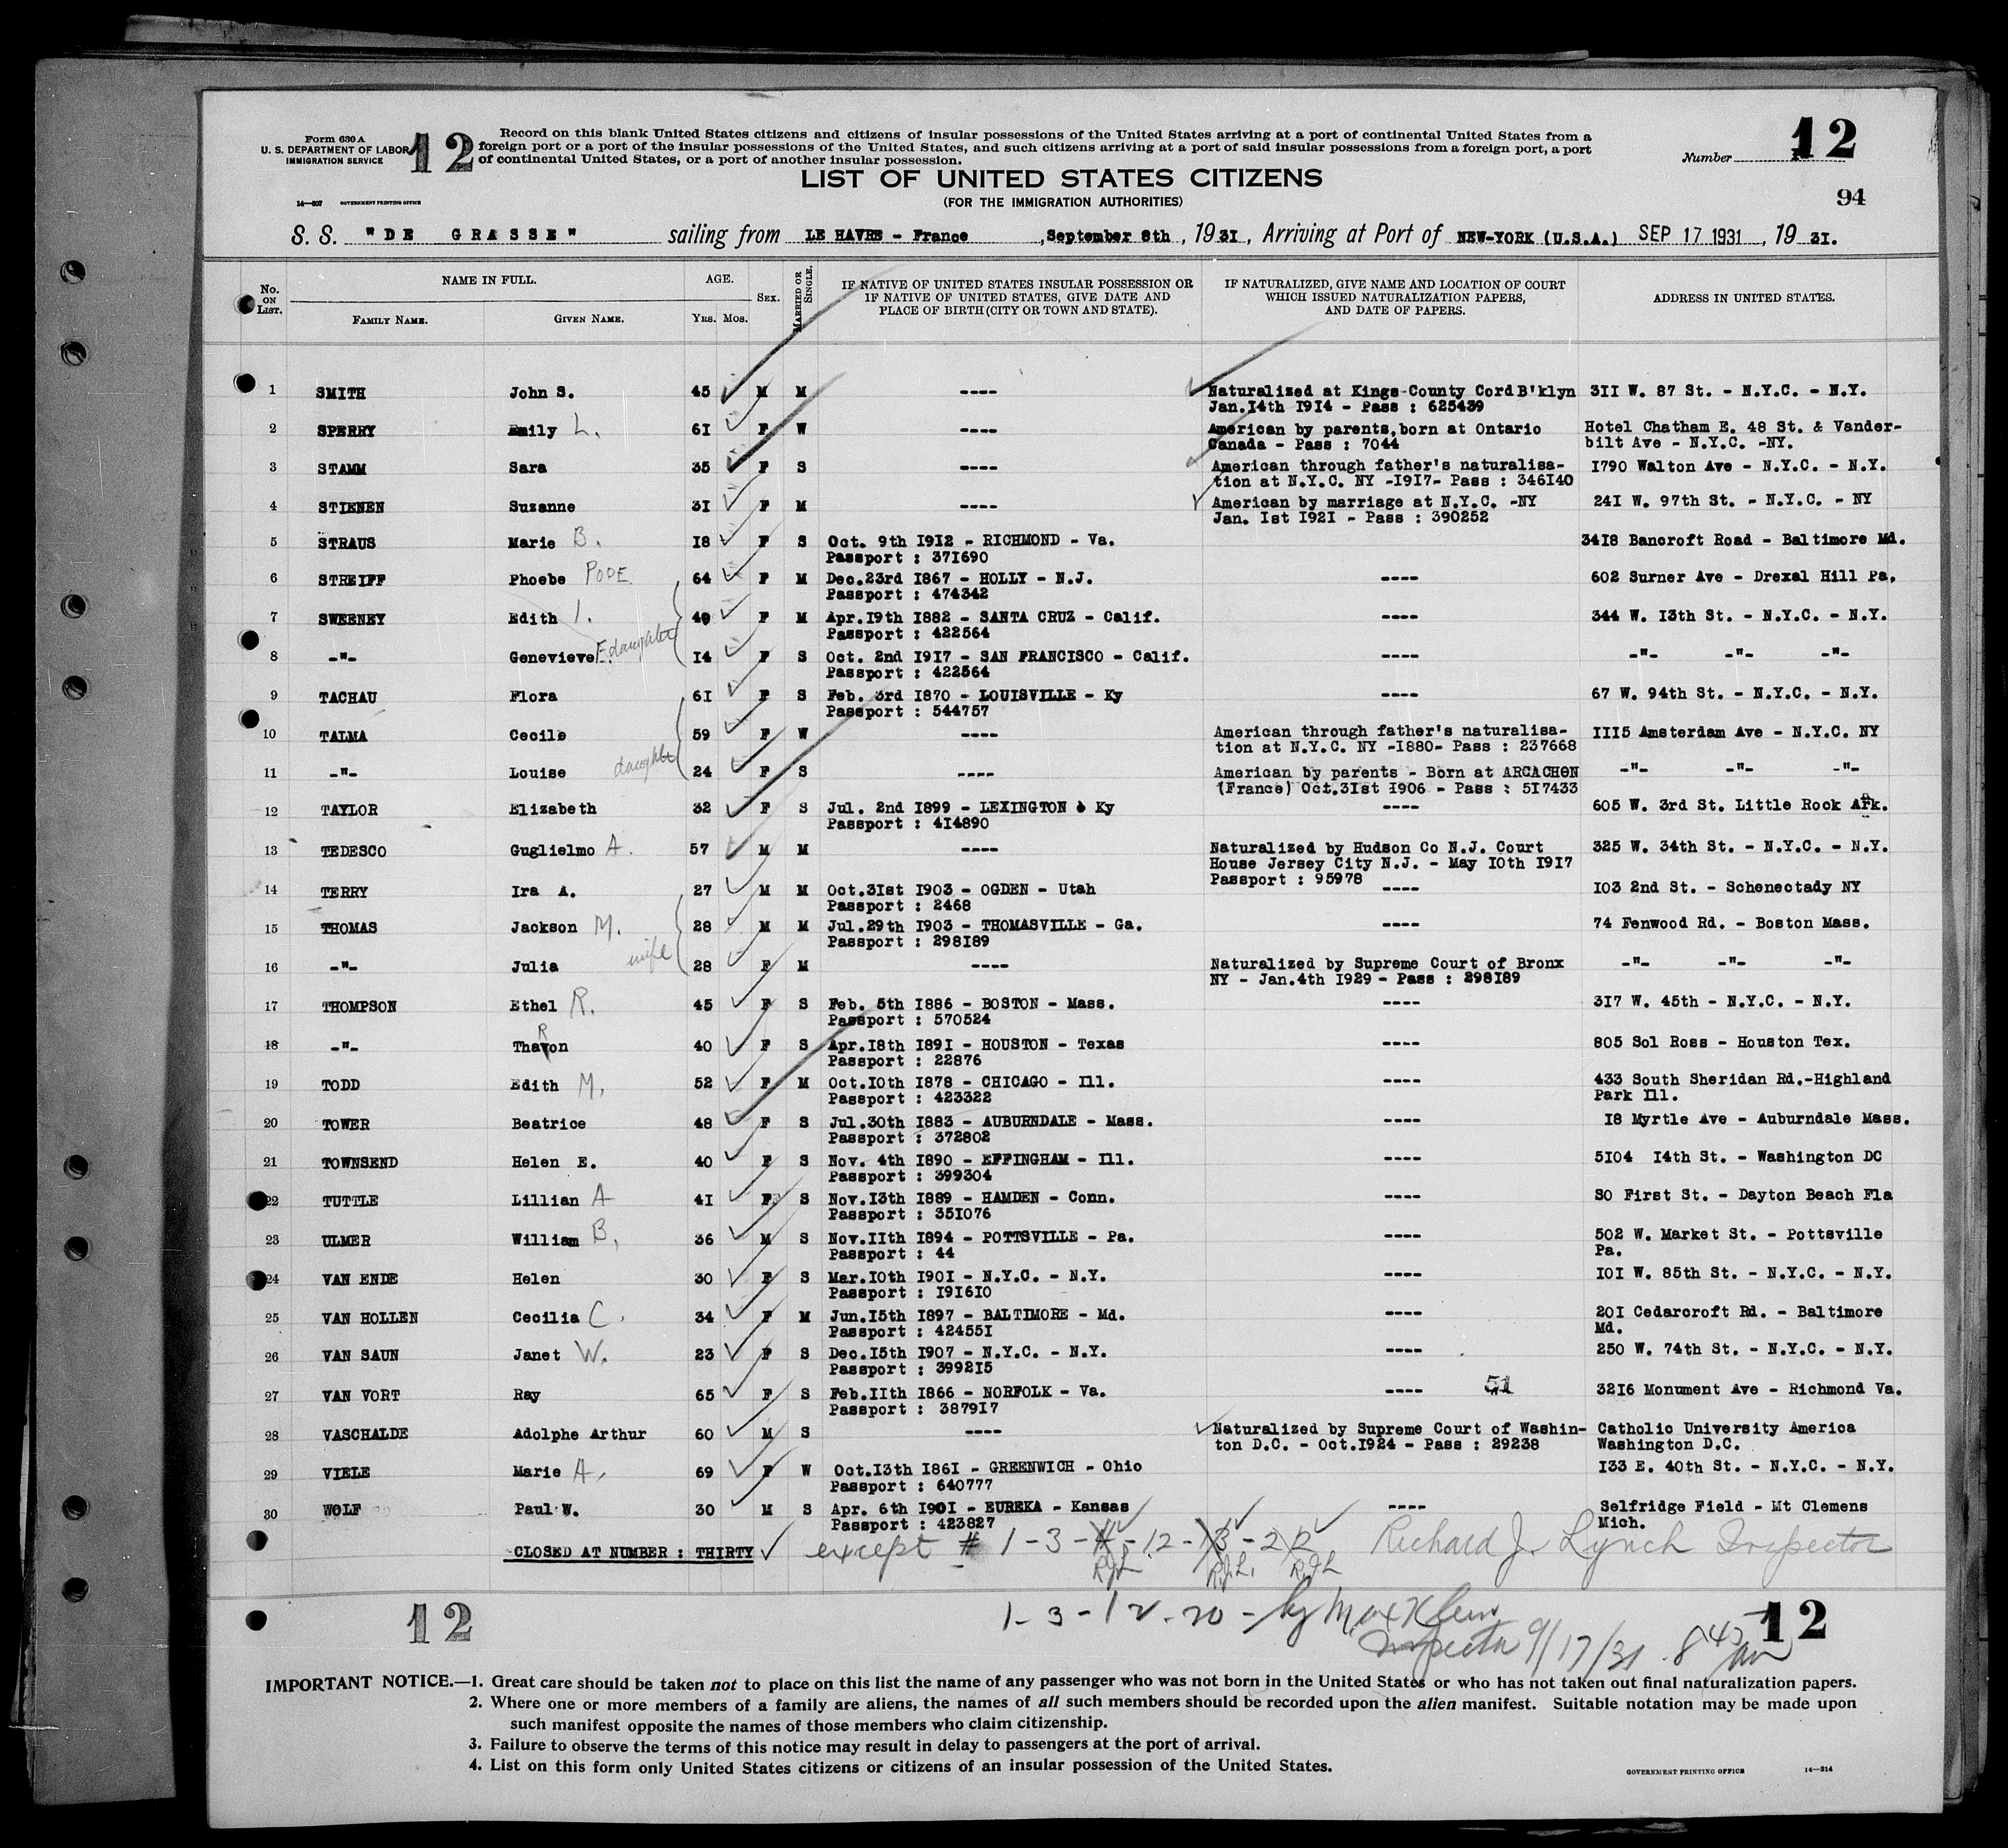 Form 630 A
U. S. DEPARTMENT OF LABOR
IMMIGRATION SERVICE
12
Record on this blank United States citizens and citizens of insular possessions of the United States arriving at a port of continental United States from a
foreign port or a port of the insular possessions of the United States, and such citizens arriving at a port of said insular possessions from a foreign port, a port
of continental United States, or a port of another insular possession.
Number 12
LIST OF UNITED STATES CITIZENS
(FOR THE IMMIGRATION AUTHORITIES)
14—807 GOVERNMENT PRINTING OFFICE
94
S. S. "DE GRASSE" sailing from LE HAVRE - France, September 8th, 1931, Arriving at Port of NEW-YORK (U.S.A.) SEP 17 1931, 1931.
No. ON LIST. NAME IN FULL. AGE. SEX. MARRIED OR SINGLE. IF NATIVE OF UNITED STATES INSULAR POSSESSION OR IF NATIVE OF UNITED STATES, GIVE DATE AND PLACE OF BIRTH (CITY OR TOWN AND STATE). IF NATURALIZED, GIVE NAME AND LOCATION OF COURT WHICH ISSUED NATURALIZATION PAPERS, AND DATE OF PAPERS. ADDRESS IN UNITED STATES.
FAMILY NAME. GIVEN NAME. YRS. MOS.
1 SMITH John S. 45 M M ---- Naturalized at Kings County Cord B'klyn 311 W. 87 St. - N.Y.C. - N.Y.
Jan.14th 1914 - Pass : 625439
2 SPERRY Emily L. 61 F W ---- American by parents,born at Ontario Hotel Chatham E. 48 St. & Vander-
Canada - Pass : 7044 bilt Ave - N.Y.C. -NY.
3 STAMM Sara 35 F S ---- American through father's naturalisa- 1790 Walton Ave - N.Y.C. - N.Y.
tion at N.Y.C. NY -1917- Pass : 346140
4 STIENEN Suzanne 31 F M ---- American by marriage at N.Y.C. -NY 241 W. 97th St. - N.Y.C. - NY
Jan. 1st 1921 - Pass : 390252
5 STRAUS Marie B. 18 F S Oct. 9th 1912 - RICHMOND - Va. 3418 Bancroft Road - Baltimore Md.
Passport : 371690
6 STREIFF Phoebe POPE 64 F M Dec.23rd 1867 - HOLLY - N.J. ---- 602 Surner Ave - Drexal Hill Pa.
Passport : 474342
7 SWEENEY Edith I. 49 F M Apr.19th 1882 - SANTA CRUZ - Calif. ---- 344 W. 13th St. - N.Y.C. - N.Y.
Passport : 422564
8 -"- Genevieve E. daughter 14 F S Oct. 2nd 1917 - SAN FRANCISCO - Calif. ---- -"- -"- -"-
Passport : 422564
9 TACHAU Flora 61 F S Feb. 3rd 1870 - LOUISVILLE - Ky ---- 67 W. 94th St. - N.Y.C. - N.Y.
Passport : 544757
10 TALMA Cecile 59 F W ---- American through father's naturalisa- 1115 Amsterdam Ave - N.Y.C. NY
tion at N.Y.C. NY -1880- Pass : 237668
11 -"- Louise daughter 24 F S ---- American by parents - Born at ARCACHON -"- -"- -"-
(France) Oct.31st 1906 - Pass : 517433
12 TAYLOR Elizabeth 32 F S Jul. 2nd 1899 - LEXINGTON - Ky ---- 605 W. 3rd St. Little Rock Ark.
Passport : 414890
13 TEDESCO Guglielmo A. 57 M M ---- Naturalized by Hudson Co N.J. Court 325 W. 34th St. - N.Y.C. - N.Y.
House Jersey City N.J. - May 10th 1917
Passport : 95978
14 TERRY Ira A. 27 M M Oct.31st 1903 - OGDEN - Utah ---- 103 2nd St. - Schenectady NY
Passport : 2468
15 THOMAS Jackson M. 28 M M Jul.29th 1903 - THOMASVILLE - Ga. ---- 74 Fenwood Rd. - Boston Mass.
Passport : 298189
16 -"- Julia wife 28 F M ---- Naturalized by Supreme Court of Bronx -"- -"- -"-
NY - Jan.4th 1929 - Pass : 298189
17 THOMPSON Ethel R. 45 F S Feb. 5th 1886 - BOSTON - Mass. ---- 317 W. 45th - N.Y.C. - N.Y.
Passport : 570524
18 -"- Tharon 40 F S Apr.18th 1891 - HOUSTON - Texas ---- 805 Sol Ross - Houston Tex.
Passport : 22876
19 TODD Edith M. 52 F M Oct.10th 1878 - CHICAGO - Ill. ---- 433 South Sheridan Rd.-Highland
Passport : 423322 Park Ill.
20 TOWER Beatrice 48 F S Jul.30th 1883 - AUBURNDALE - Mass. ---- 18 Myrtle Ave - Auburndale Mass.
Passport : 372802
21 TOWNSEND Helen E. 40 F S Nov. 4th 1890 - EFFINGHAM - Ill. ---- 5104 14th St. - Washington DC
Passport : 399304
22 TUTTLE Lillian A 41 F S Nov.13th 1889 - HAMDEN - Conn. ---- SO First St. - Dayton Beach Fla
Passport : 351076
23 ULMER William B. 36 M S Nov.11th 1894 - POTTSVILLE - Pa. ---- 502 W. Market St. - Pottsville
Passport : 44 Pa.
24 VAN ENDE Helen 30 F S Mar.10th 1901 - N.Y.C. - N.Y. ---- 101 W. 85th St. - N.Y.C. - N.Y.
Passport : 191610
25 VAN HOLLEN Cecilia C. 34 F M Jun.15th 1897 - BALTIMORE - Md. ---- 201 Cedarcroft Rd. - Baltimore
Passport : 424551 Md.
26 VAN SAUN Janet W. 23 F S Dec.15th 1907 - N.Y.C. - N.Y. ---- 250 W. 74th St. - N.Y.C. - N.Y.
Passport : 399215
27 VAN VORT Ray 65 F S Feb.11th 1866 - NORFOLK - Va. ---- 51 3216 Monument Ave - Richmond Va.
Passport : 387917
28 VASCHALDE Adolphe Arthur 60 M S ---- Naturalized by Supreme Court of Washin- Catholic University America
ton D.C. - Oct.1924 - Pass : 29238 Washington D.C.
29 VIELE Marie A. 69 F W Oct.13th 1861 - GREENWICH - Ohio 133 E. 40th St. - N.Y.C. - N.Y.
Passport : 640777
30 WOLF Paul W. 30 M S Apr. 6th 1901 - EUREKA - Kansas ---- Selfridge Field - Mt Clemens
Passport : 423827 Mich.
CLOSED AT NUMBER : THIRTY except # 1 - 3 - 4 - 12 - 13 - 22 Richard J. Lynch Inspector
R.J.L. R.J.L. R.J.L.
12 1 - 3 - 12 - 20 - by Max Klein 12
Inspector 9/17/31 8 45 am
IMPORTANT NOTICE.—1. Great care should be taken not to place on this list the name of any passenger who was not born in the United States or who has not taken out final naturalization papers.
2. Where one or more members of a family are aliens, the names of all such members should be recorded upon the alien manifest. Suitable notation may be made upon
such manifest opposite the names of those members who claim citizenship.
3. Failure to observe the terms of this notice may result in delay to passengers at the port of arrival.
4. List on this form only United States citizens or citizens of an insular possession of the United States.
GOVERNMENT PRINTING OFFICE 14—214